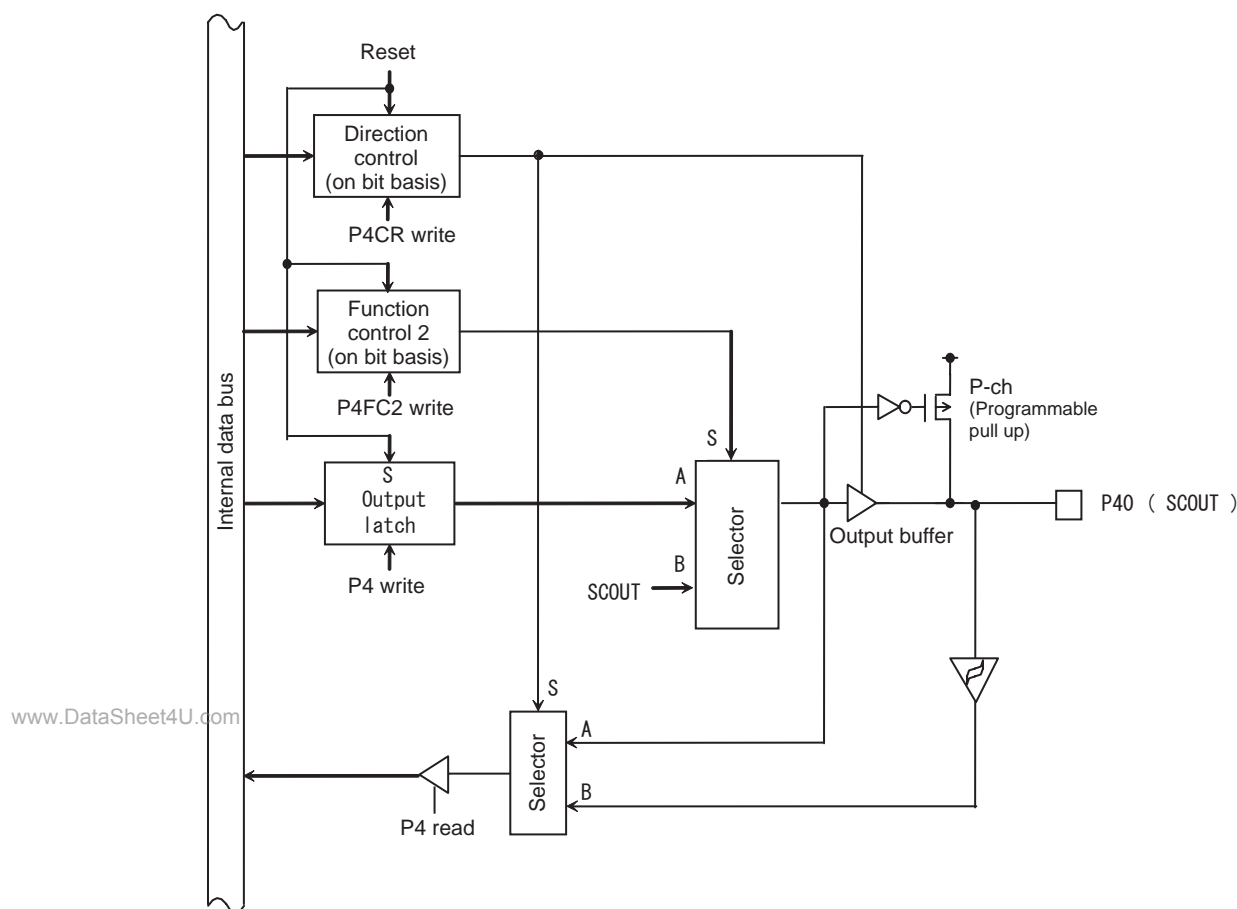 Reset
Direction
control
(on bit basis)
P4CR write
Function
control 2
(on bit basis)
P4FC2 write
Internal data bus
S
Output
latch
P4 write
A
B
SCOUT
S
Selector
P-ch
(Programmable
pull up)
Output buffer
P40 ( SCOUT )
www.DataSheet4U.com
S
A
B
Selector
P4 read